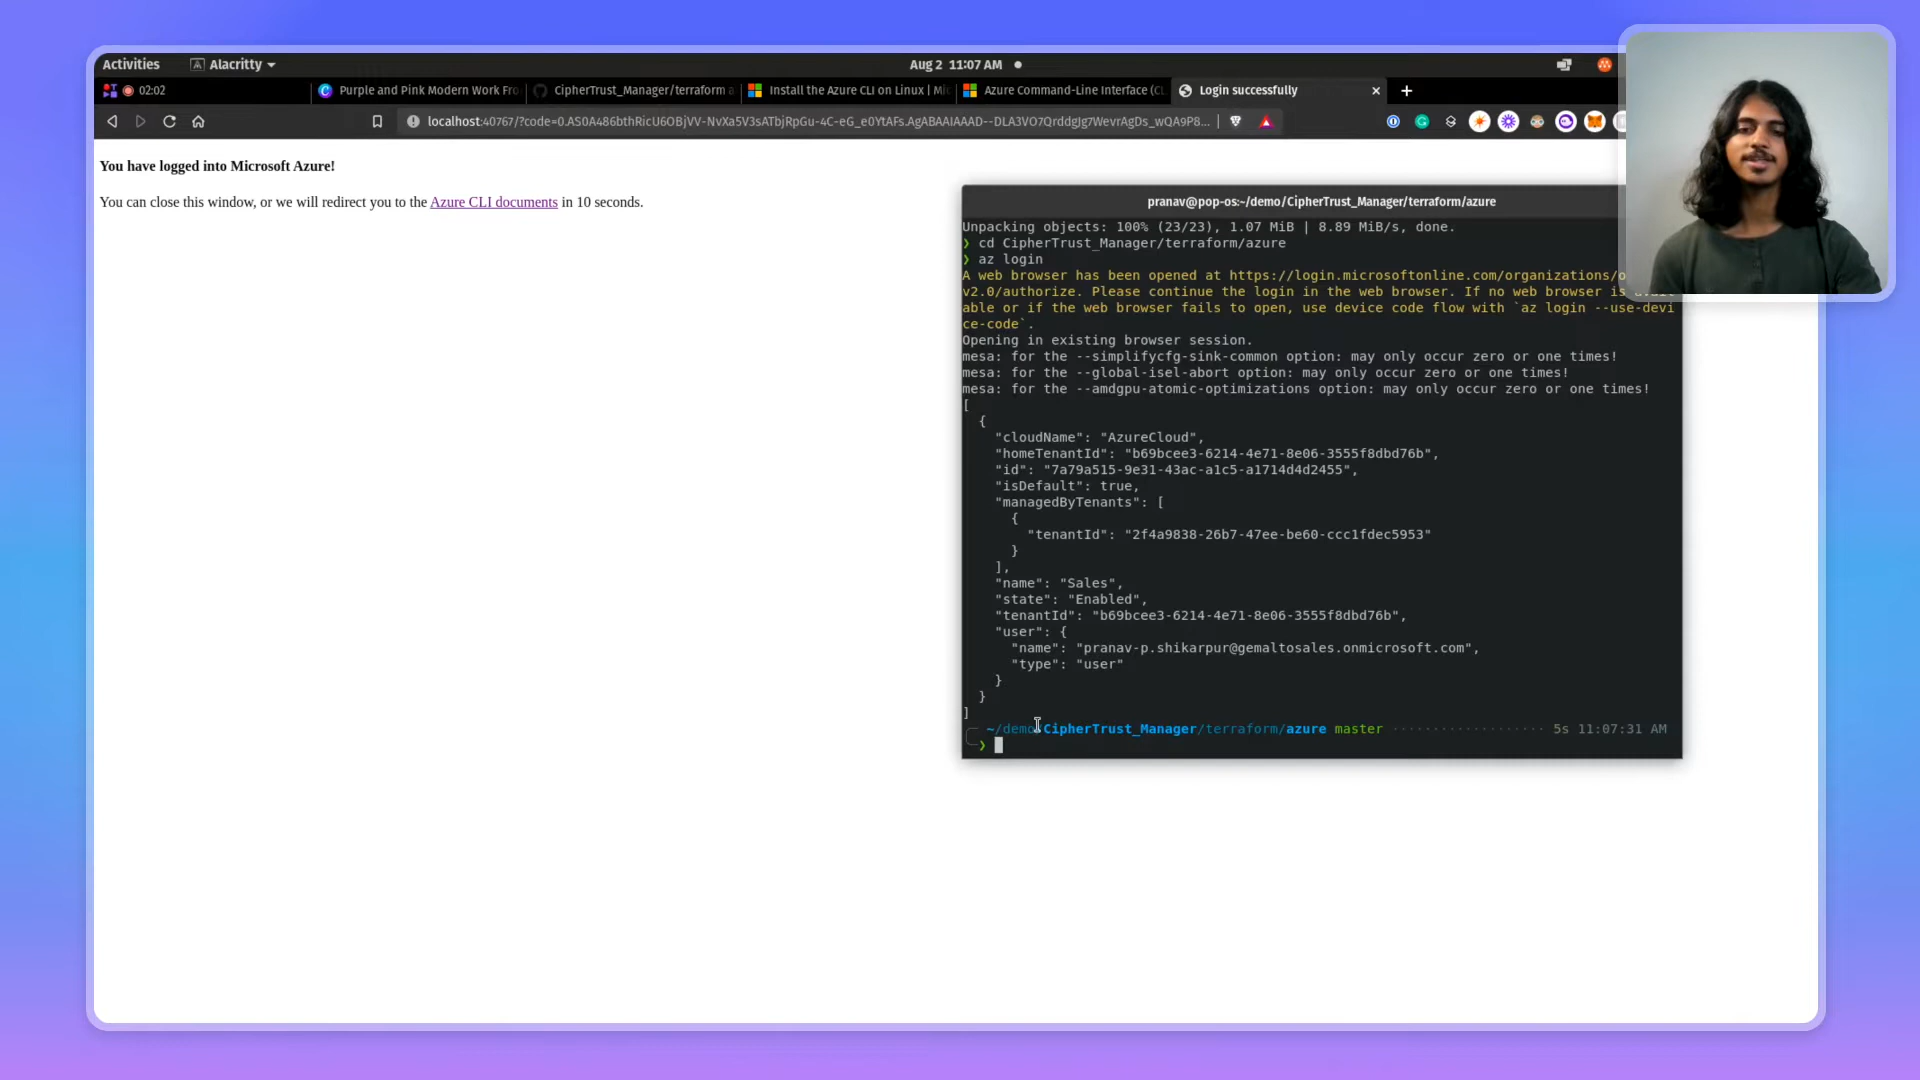 Activities
Alacritty
Aug 2 11:07 AM
02:02
Purple and Pink Modern Work Fro
CipherTrust_Manager/terraform a
Install the Azure CLI on Linux | Mic
Azure Command-Line Interface (CL
Login successfully
localhost:40767/?code=0.AS0A486bthRicU6OBjVV-NvXa5V3sATbjRpGu-4C-eG_e0YtAFs.AgABAAIAAAD--DLA3VO7QrddgJg7WevrAgDs_wQA9P8...
You have logged into Microsoft Azure!
You can close this window, or we will redirect you to the Azure CLI documents in 10 seconds.
pranav@pop-os:~/demo/CipherTrust_Manager/terraform/azure
Unpacking objects: 100% (23/23), 1.07 MiB | 8.89 MiB/s, done.
❯ cd CipherTrust_Manager/terraform/azure
❯ az login
A web browser has been opened at https://login.microsoftonline.com/organizations/o
v2.0/authorize. Please continue the login in the web browser. If no web browser is avail
able or if the web browser fails to open, use device code flow with `az login --use-devi
ce-code`.
Opening in existing browser session.
mesa: for the --simplifycfg-sink-common option: may only occur zero or one times!
mesa: for the --global-isel-abort option: may only occur zero or one times!
mesa: for the --amdgpu-atomic-optimizations option: may only occur zero or one times!
[
{
"cloudName": "AzureCloud",
"homeTenantId": "b69bcee3-6214-4e71-8e06-3555f8dbd76b",
"id": "7a79a515-9e31-43ac-a1c5-a1714d4d2455",
"isDefault": true,
"managedByTenants": [
{
"tenantId": "2f4a9838-26b7-47ee-be60-ccc1fdec5953"
}
],
"name": "Sales",
"state": "Enabled",
"tenantId": "b69bcee3-6214-4e71-8e06-3555f8dbd76b",
"user": {
"name": "pranav-p.shikarpur@gemaltosales.onmicrosoft.com",
"type": "user"
}
}
]
~/demo/CipherTrust_Manager/terraform/azure master ··················· 5s 11:07:31 AM
❯